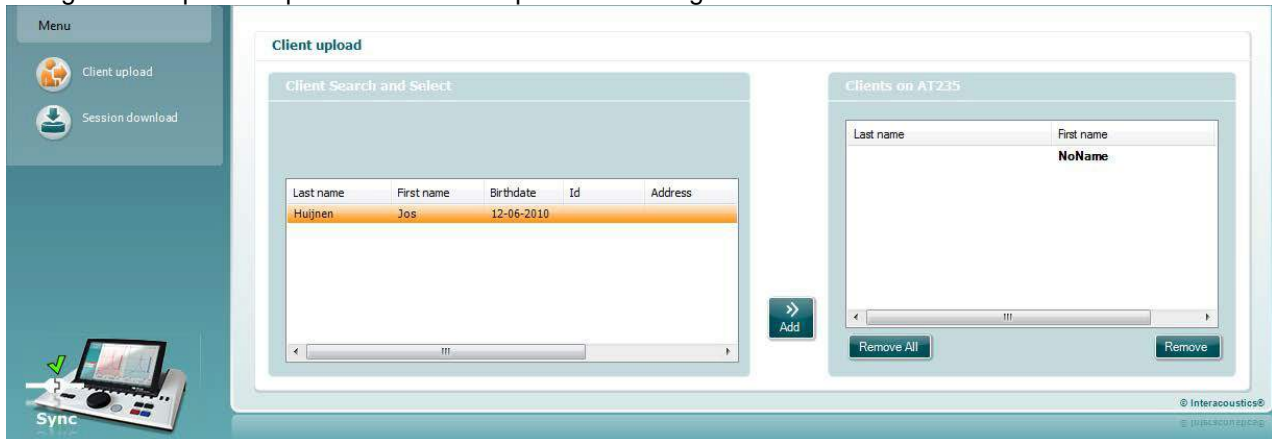 Menu
Client upload
Session download
Sync
Client upload
Client Search and Select
Last name First name Birthdate Id Address
Huijnen Jos 12-06-2010
Add
Clients on AT235
Last name First name
NoName
Remove All Remove
© Interacoustics®